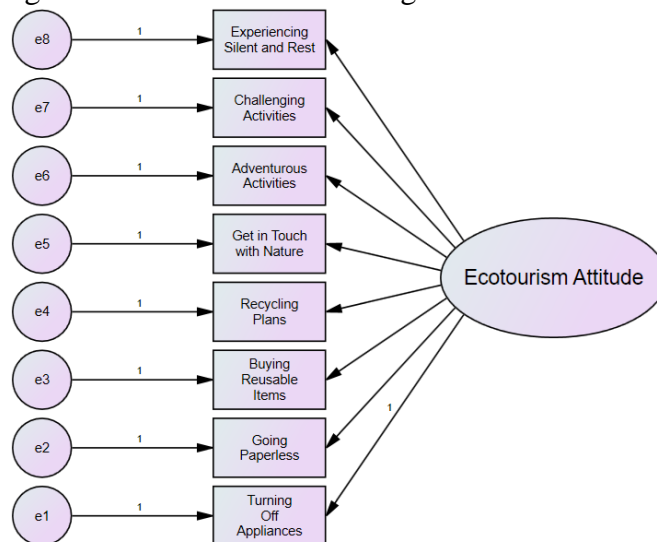 e8
1
Experiencing
Silent and Rest
e7
1
Challenging
Activities
e6
1
Adventurous
Activities
e5
1
Get in Touch
with Nature
Ecotourism Attitude
e4
1
Recycling
Plans
e3
1
Buying
Reusable
Items
1
e2
1
Going
Paperless
e1
1
Turning
Off
Appliances